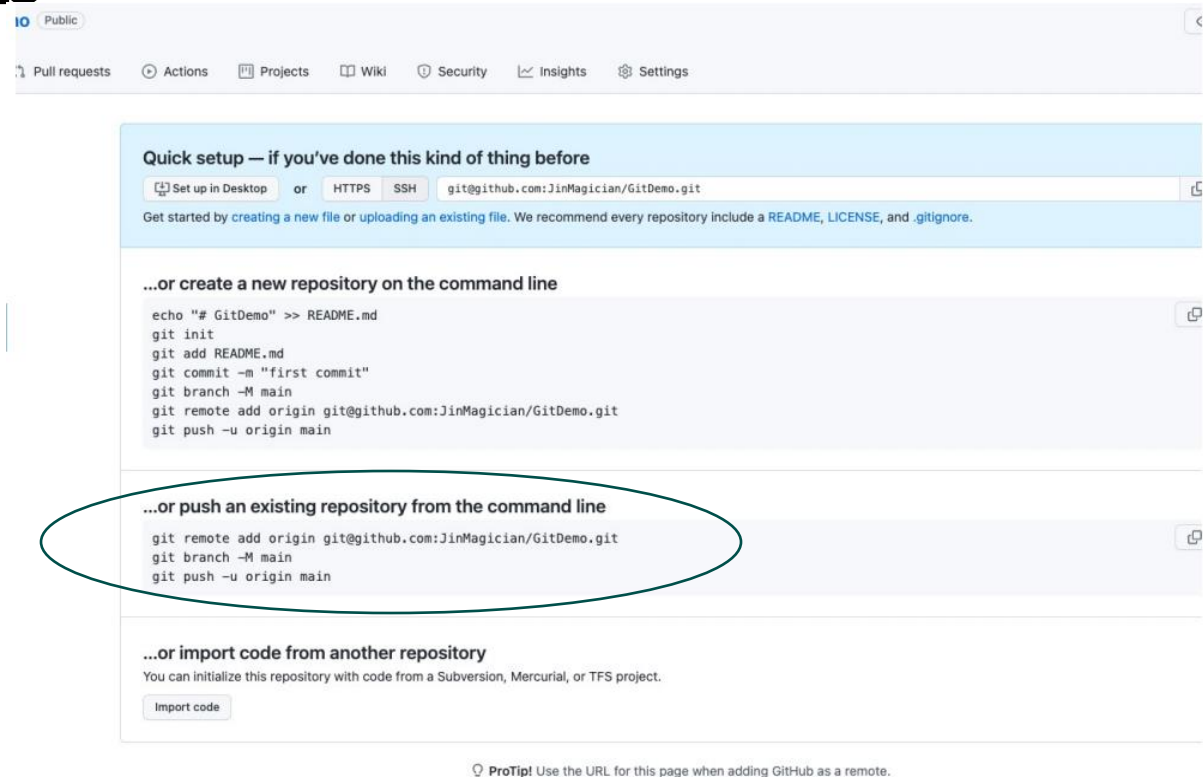 Public
Pull requests Actions Projects Wiki Security Insights Settings
Quick setup — if you've done this kind of thing before
Set up in Desktop or HTTPS SSH git@github.com:JinMagician/GitDemo.git
Get started by creating a new file or uploading an existing file. We recommend every repository include a README, LICENSE, and .gitignore.
...or create a new repository on the command line
echo "# GitDemo" >> README.md
git init
git add README.md
git commit -m "first commit"
git branch -M main
git remote add origin git@github.com:JinMagician/GitDemo.git
git push -u origin main
...or push an existing repository from the command line
git remote add origin git@github.com:JinMagician/GitDemo.git
git branch -M main
git push -u origin main
...or import code from another repository
You can initialize this repository with code from a Subversion, Mercurial, or TFS project.
Import code
ProTip! Use the URL for this page when adding GitHub as a remote.